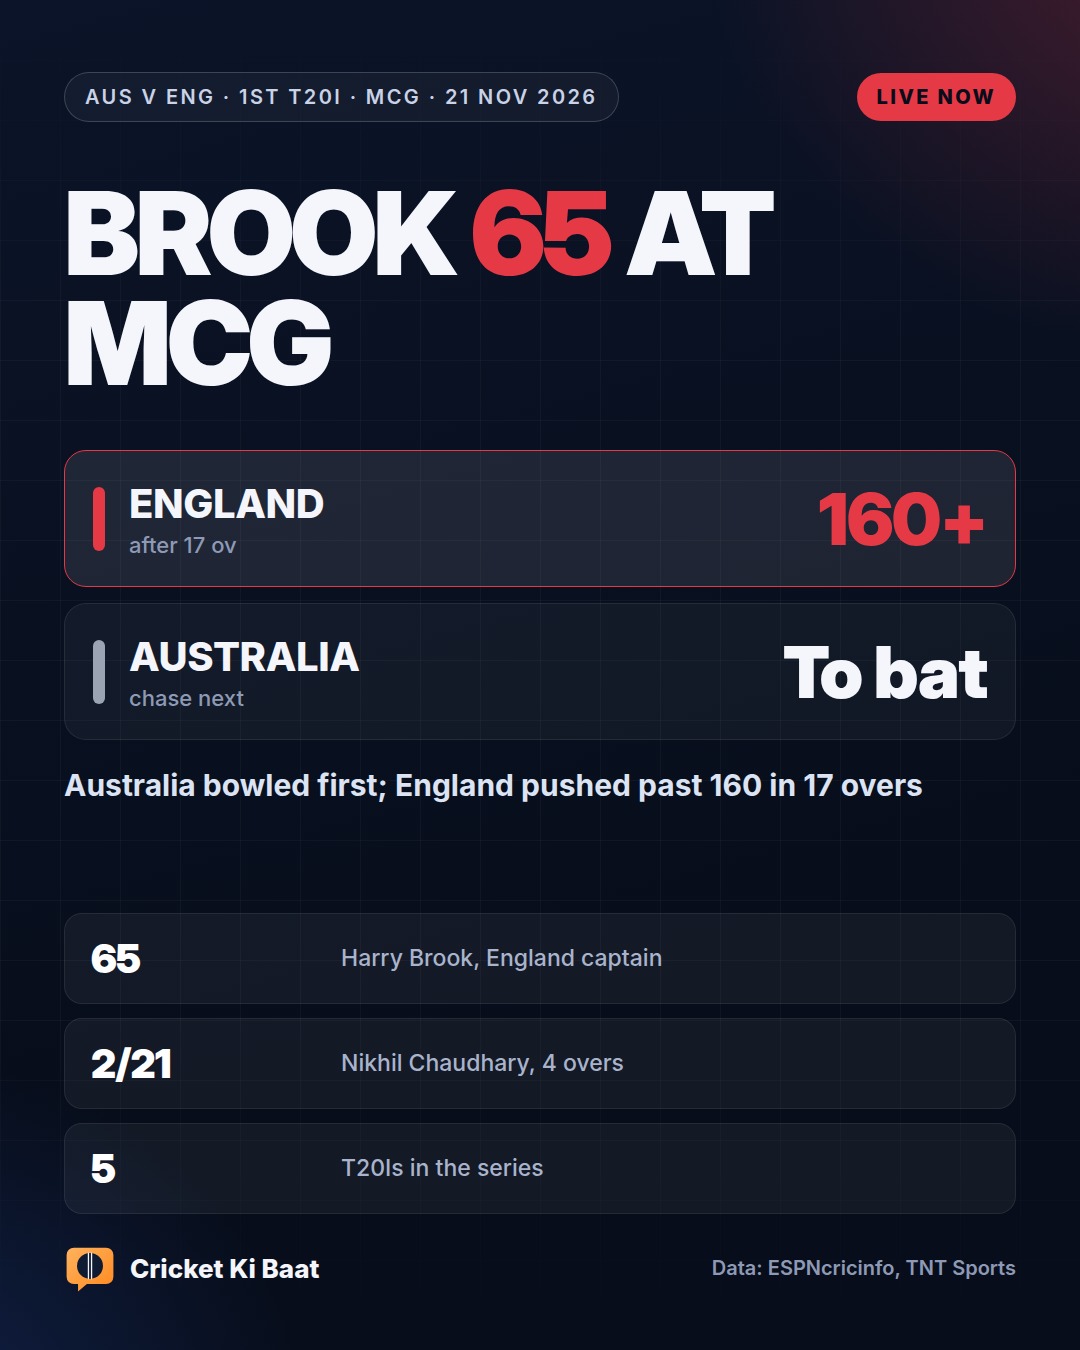 AUS V ENG · 1ST T20I · MCG · 21 NOV 2026
LIVE NOW
BROOK 65 AT
MCG
ENGLAND
after 17 ov
160+
AUSTRALIA
chase next
To bat
Australia bowled first; England pushed past 160 in 17 overs
65
Harry Brook, England captain
2/21
Nikhil Chaudhary, 4 overs
5
T20Is in the series
Cricket Ki Baat
Data: ESPNcricinfo, TNT Sports